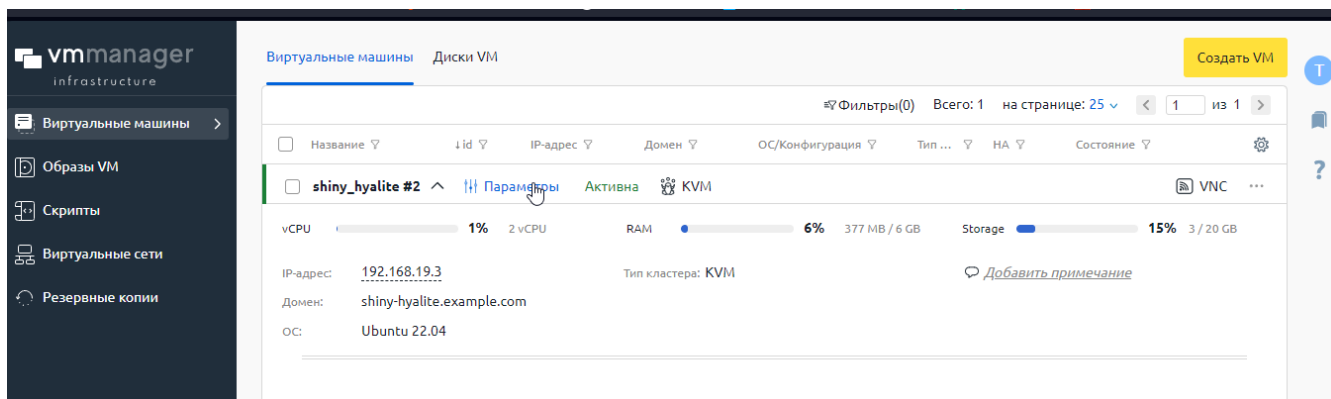 vmmanager
infrastructure
Виртуальные машины
Образы VM
Скрипты
Виртуальные сети
Резервные копии
Виртуальные машины Диски VM
Создать VM
T
Фильтры(0) Всего: 1 на странице: 25 1 из 1
?
Название ↓id IP-адрес Домен ОС/Конфигурация Тип ... HA Состояние
shiny_hyalite #2 Параметры Активна KVM VNC ...
vCPU 1% 2 vCPU RAM 6% 377 MB / 6 GB Storage 15% 3 / 20 GB
IP-адрес: 192.168.19.3 Тип кластера: KVM Добавить примечание
Домен: shiny-hyalite.example.com
ОС: Ubuntu 22.04